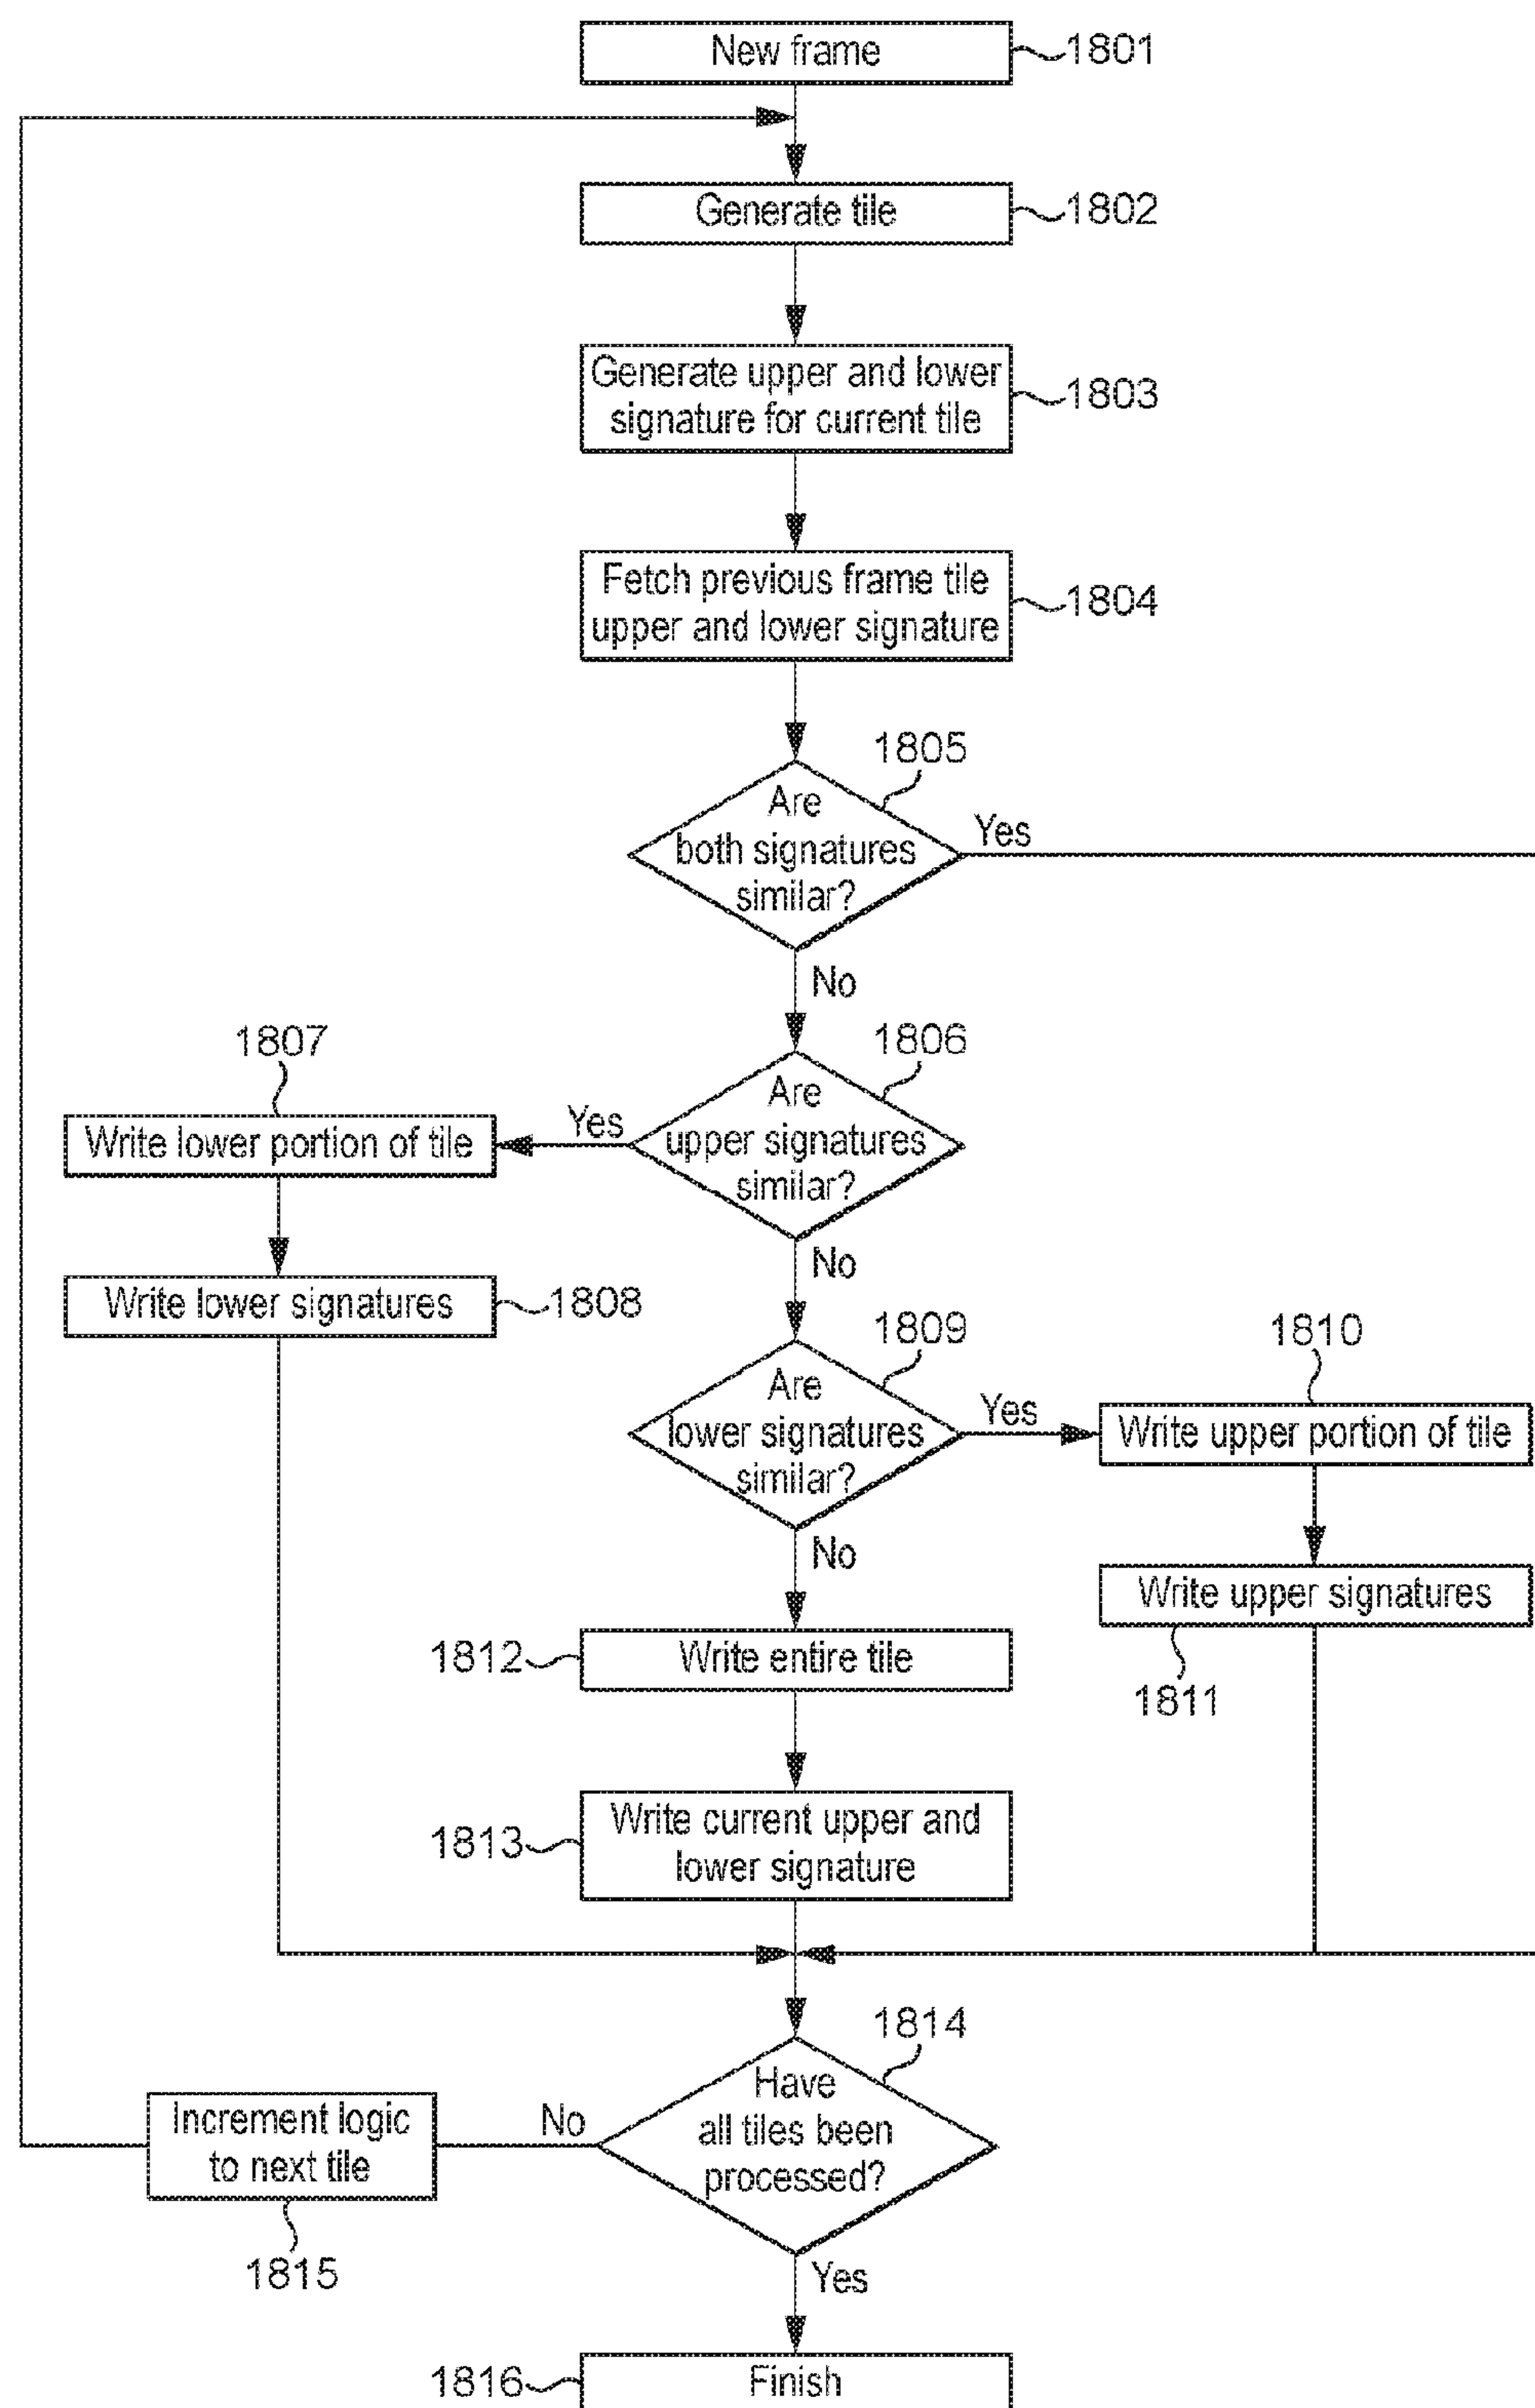 New frame
1801
Generate tile
1802
Generate upper and lower
signature for current tile
1803
Fetch previous frame tile
upper and lower signature
1804
1805
Are
both signatures
similar?
Yes
No
1806
Are
upper signatures
similar?
Yes
1807
Write lower portion of tile
Write lower signatures
1808
No
1809
Are
lower signatures
similar?
Yes
1810
Write upper portion of tile
Write upper signatures
1811
No
1812
Write entire tile
1813
Write current upper and
lower signature
1814
Have
all tiles been
processed?
No
Increment logic
to next tile
1815
Yes
1816
Finish